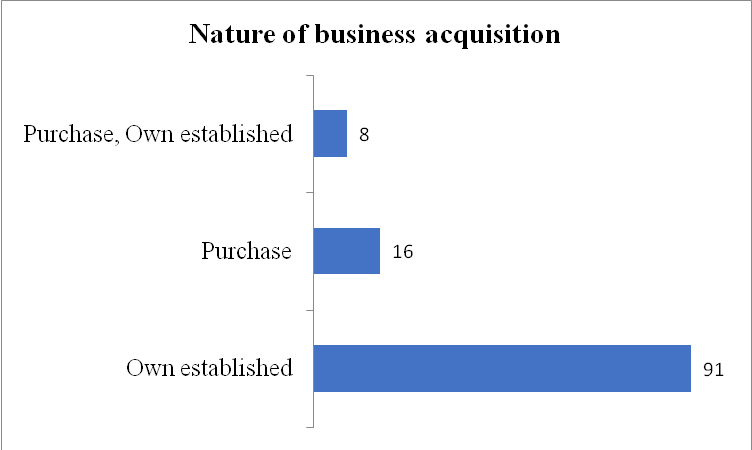 Nature of business acquisition
Purchase, Own established
8
Purchase
16
Own established
91